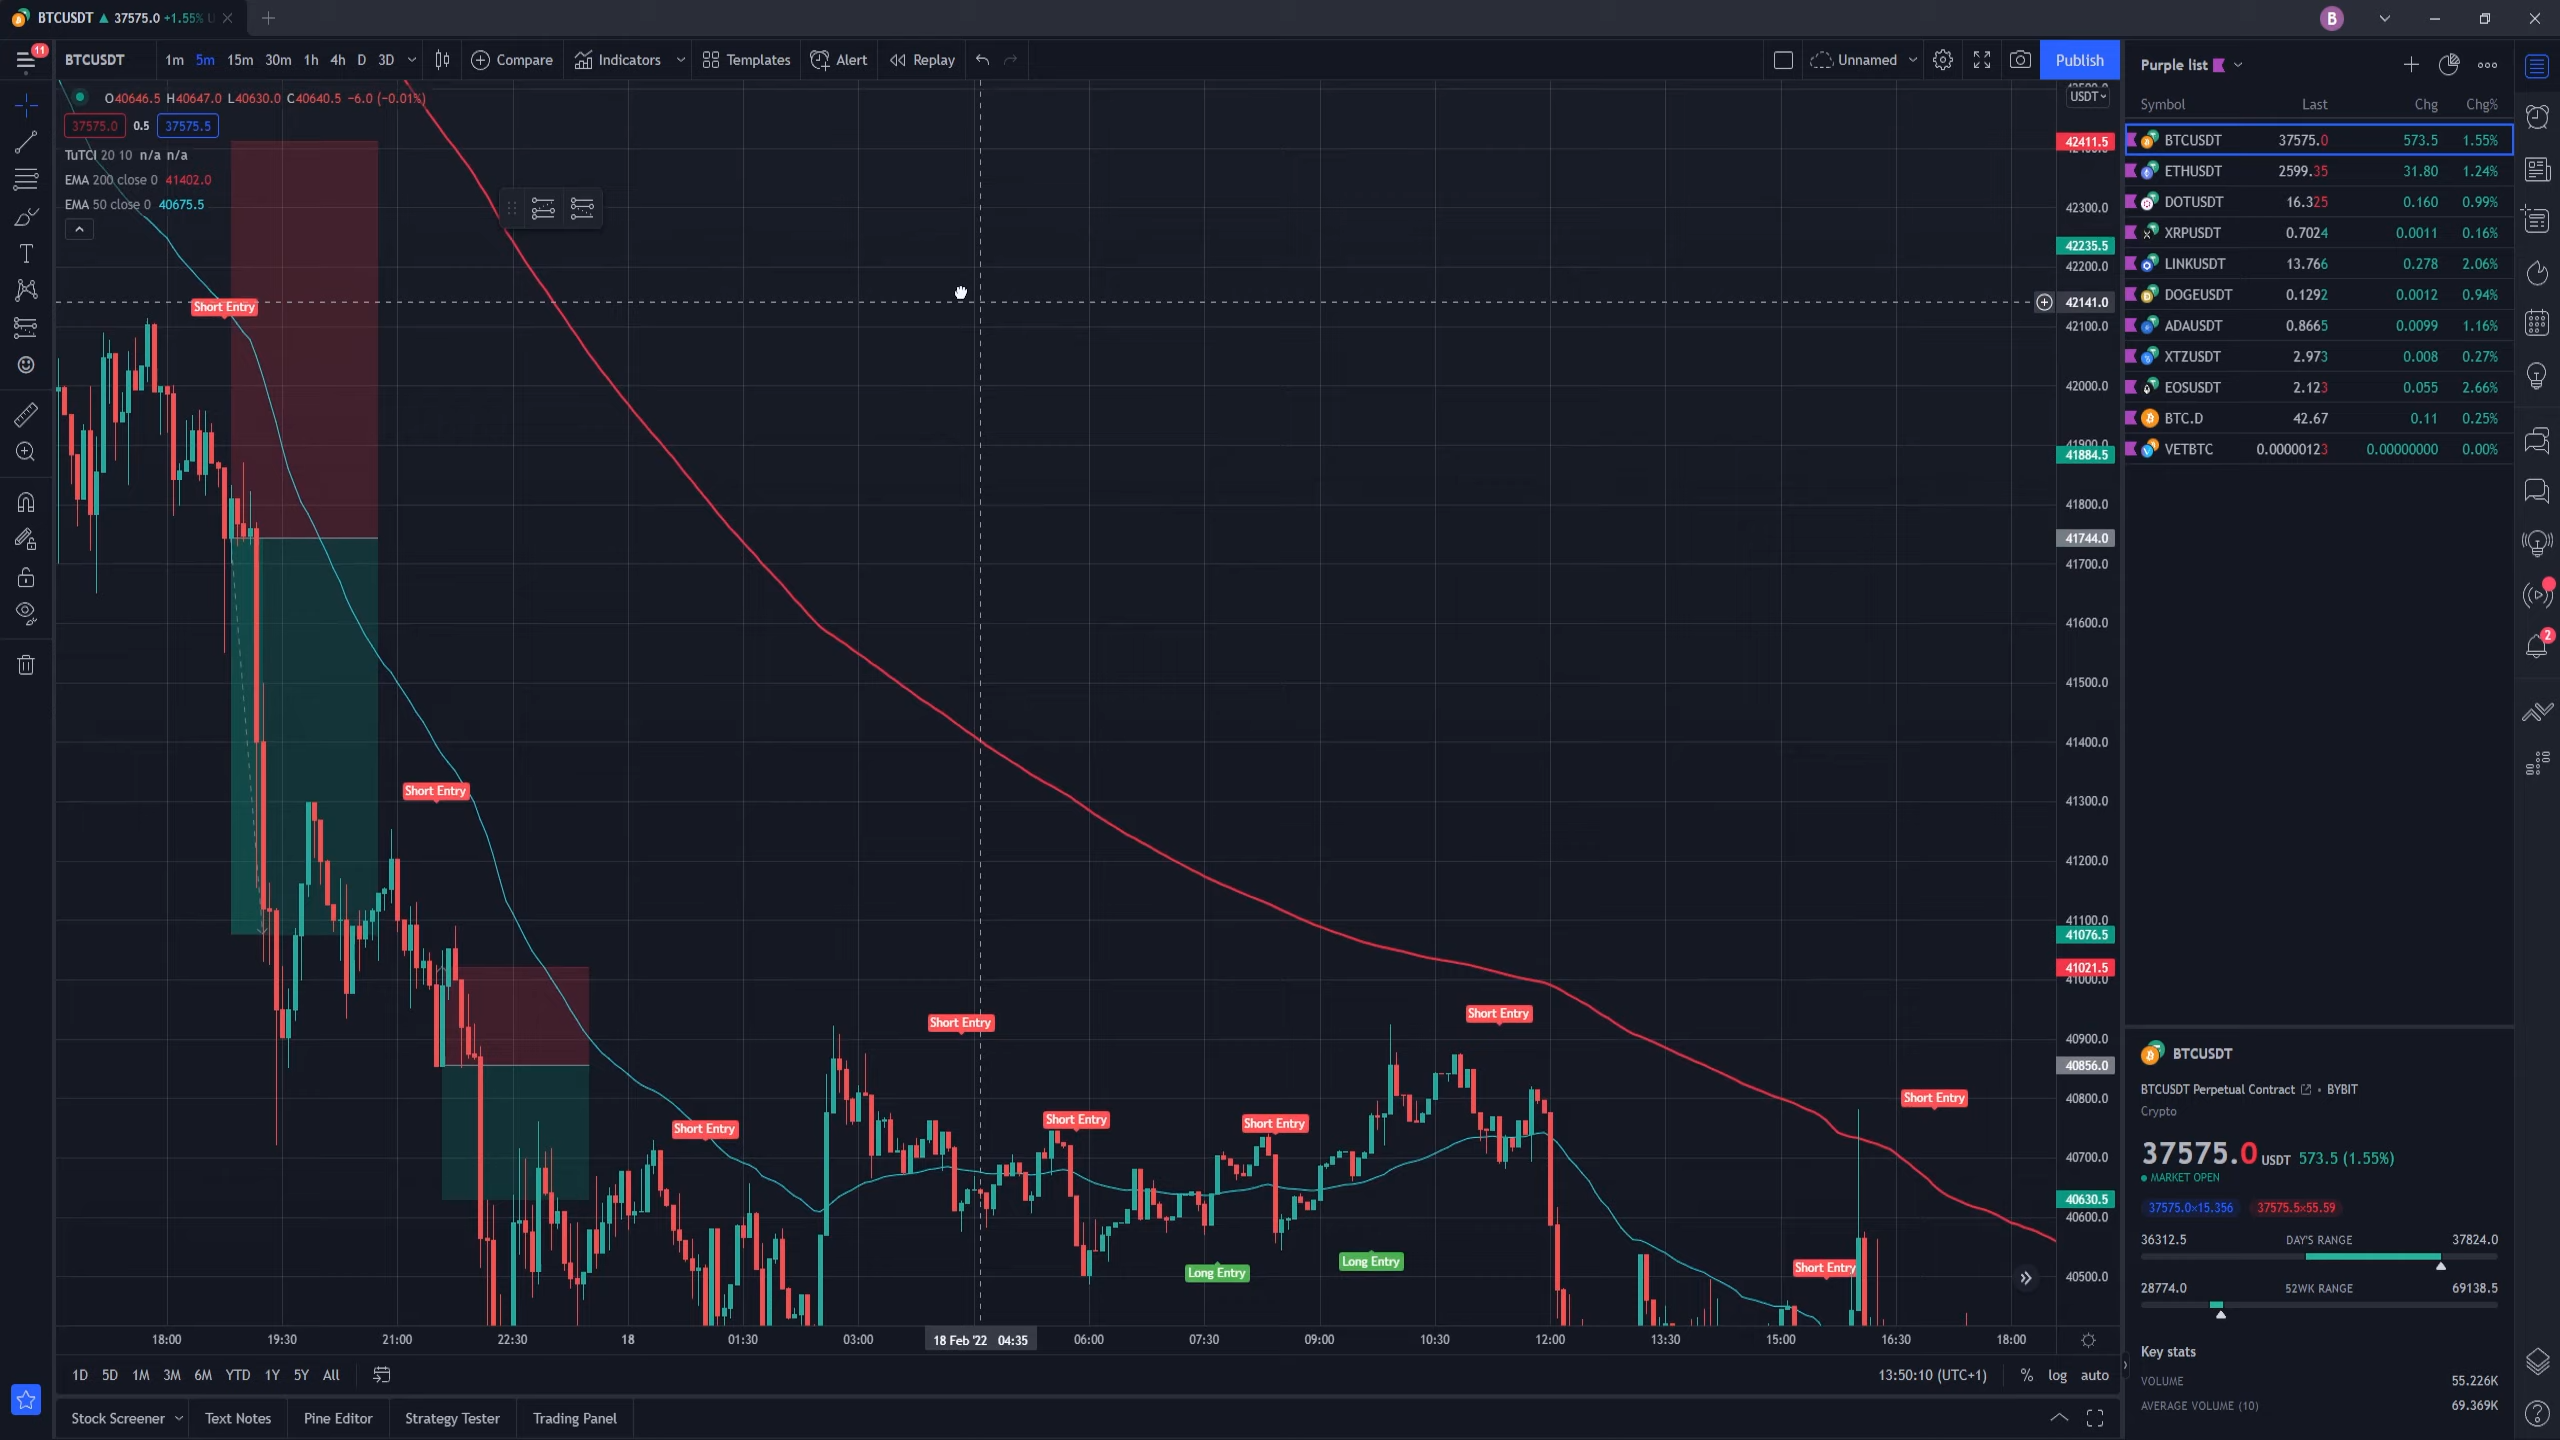 BTCUSDT ▲ 37575.0 +1.55% U
B
11
BTCUSDT 1m 5m 15m 30m 1h 4h D 3D Compare Indicators Templates Alert Replay Unnamed Publish
O40646.5 H40647.0 L40630.0 C40640.5 −6.0 (−0.01%)
37575.0 0.5 37575.5
TuTCI 20 10 n/a n/a
EMA 200 close 0 41402.0
EMA 50 close 0 40675.5
Short Entry
Short Entry
Short Entry
Short Entry
Short Entry
Short Entry
Short Entry
Short Entry
Short Entry
Long Entry
Long Entry
USDT
42411.5
42300.0
42235.5
42200.0
42141.0
42100.0
42000.0
41900.0
41884.5
41800.0
41744.0
41700.0
41600.0
41500.0
41400.0
41300.0
41200.0
41100.0
41076.5
41021.5
41000.0
40900.0
40856.0
40800.0
40700.0
40630.5
40600.0
40500.0
18:00 19:30 21:00 22:30 18 01:30 03:00 18 Feb '22 04:35 06:00 07:30 09:00 10:30 12:00 13:30 15:00 16:30 18:00
1D 5D 1M 3M 6M YTD 1Y 5Y All 13:50:10 (UTC+1) % log auto
Stock Screener Text Notes Pine Editor Strategy Tester Trading Panel
Purple list
Symbol Last Chg Chg%
BTCUSDT 37575.0 573.5 1.55%
ETHUSDT 2599.35 31.80 1.24%
DOTUSDT 16.325 0.160 0.99%
XRPUSDT 0.7024 0.0011 0.16%
LINKUSDT 13.766 0.278 2.06%
DOGEUSDT 0.1292 0.0012 0.94%
ADAUSDT 0.8665 0.0099 1.16%
XTZUSDT 2.973 0.008 0.27%
EOSUSDT 2.123 0.055 2.66%
BTC.D 42.67 0.11 0.25%
VETBTC 0.00000123 0.00000000 0.00%
2
BTCUSDT
BTCUSDT Perpetual Contract • BYBIT
Crypto
37575.0 USDT 573.5 (1.55%)
MARKET OPEN
37575.0×15.356 37575.5×55.59
36312.5 DAY'S RANGE 37824.0
28774.0 52WK RANGE 69138.5
Key stats
VOLUME 55.226K
AVERAGE VOLUME (10) 69.369K